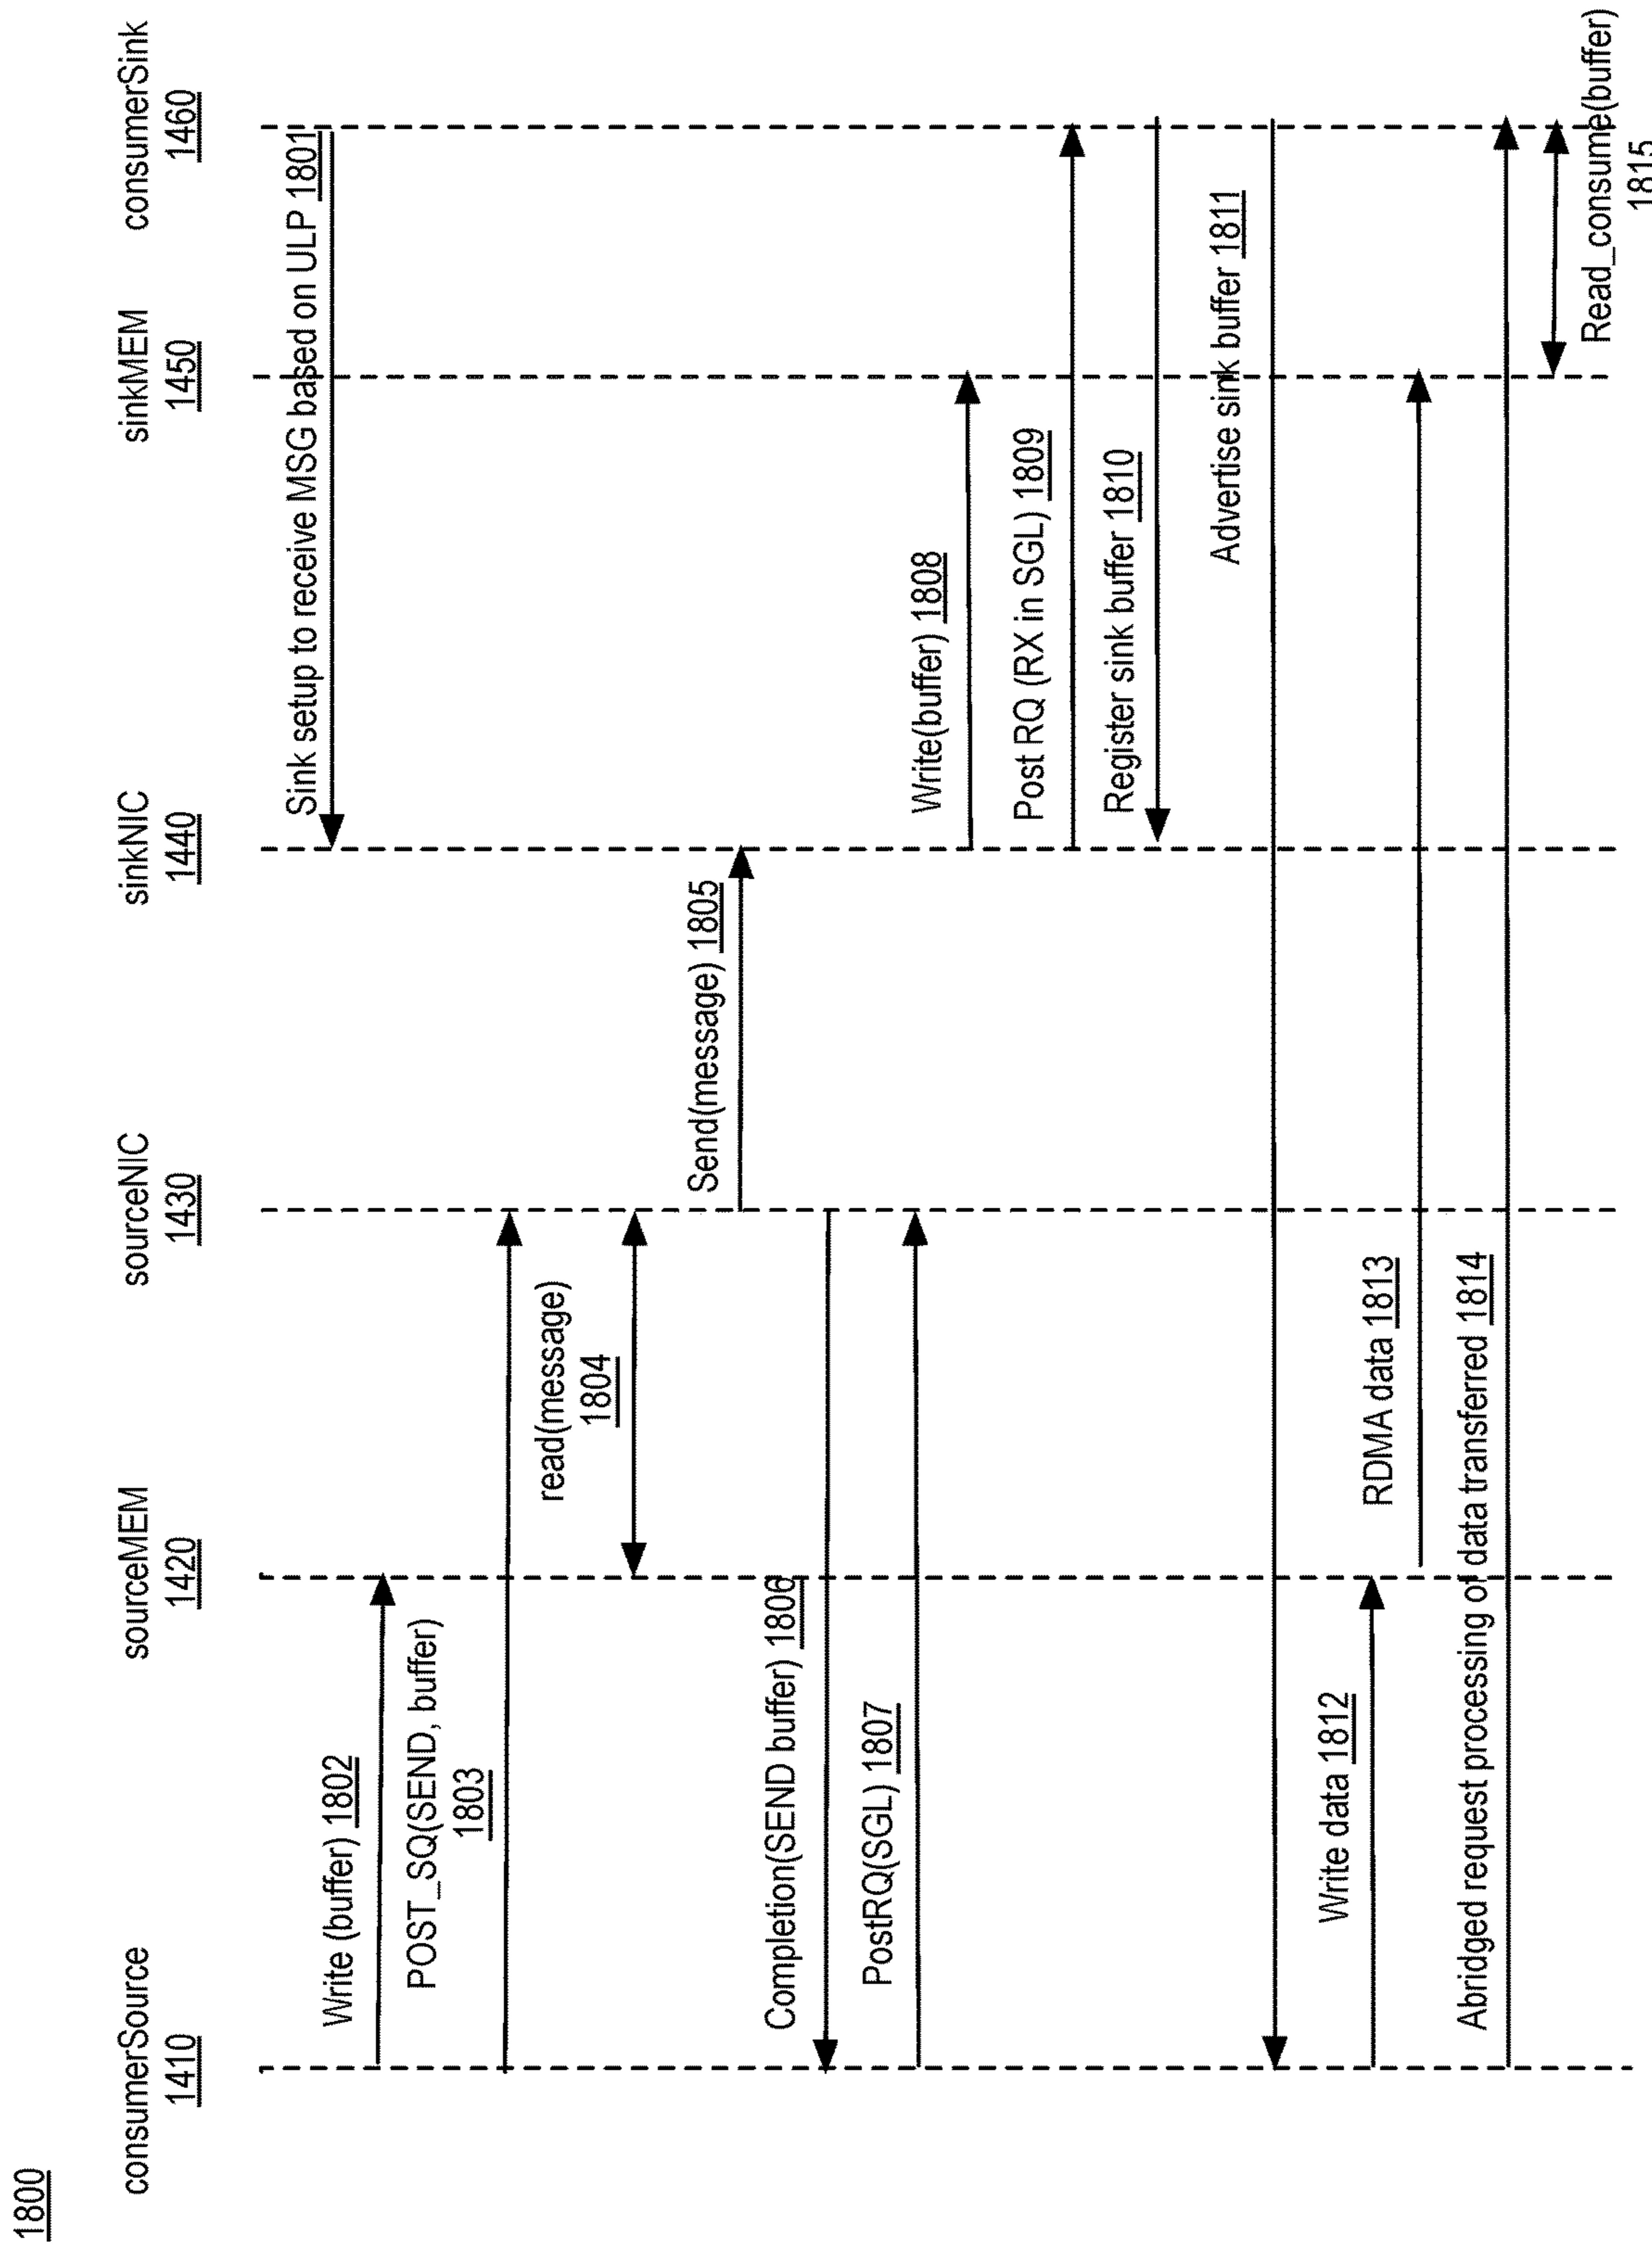 1800
consumerSource
1410
sourceMEM
1420
sourceNIC
1430
sinkNIC
1440
sinkMEM
1450
consumerSink
1460
Sink setup to receive MSG based on ULP 1801
Write (buffer) 1802
POST_SQ(SEND, buffer)
1803
read(message)
1804
Send(message) 1805
Completion(SEND buffer) 1806
PostRQ(SGL) 1807
Write(buffer) 1808
Post RQ (RX in SGL) 1809
Register sink buffer 1810
Advertise sink buffer 1811
Write data 1812
RDMA data 1813
Abridged request processing of data transferred 1814
Read_consume(buffer)
1815